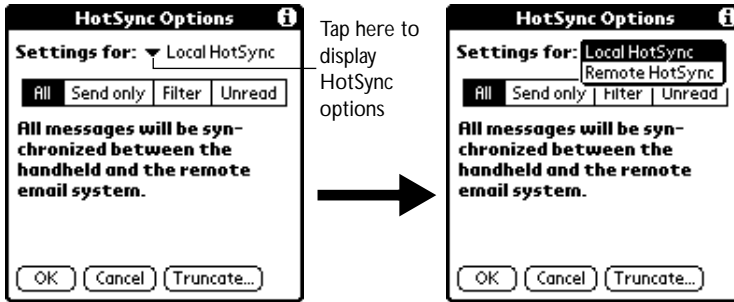 HotSync Options i
Settings for: Local HotSync
All Send only Filter Unread
All messages will be syn-
chronized between the
handheld and the remote
email system.
OK Cancel Truncate...
Tap here to
display
HotSync
options
HotSync Options i
Settings for: Local HotSync
Remote HotSync
All Send only Filter Unread
All messages will be syn-
chronized between the
handheld and the remote
email system.
OK Cancel Truncate...